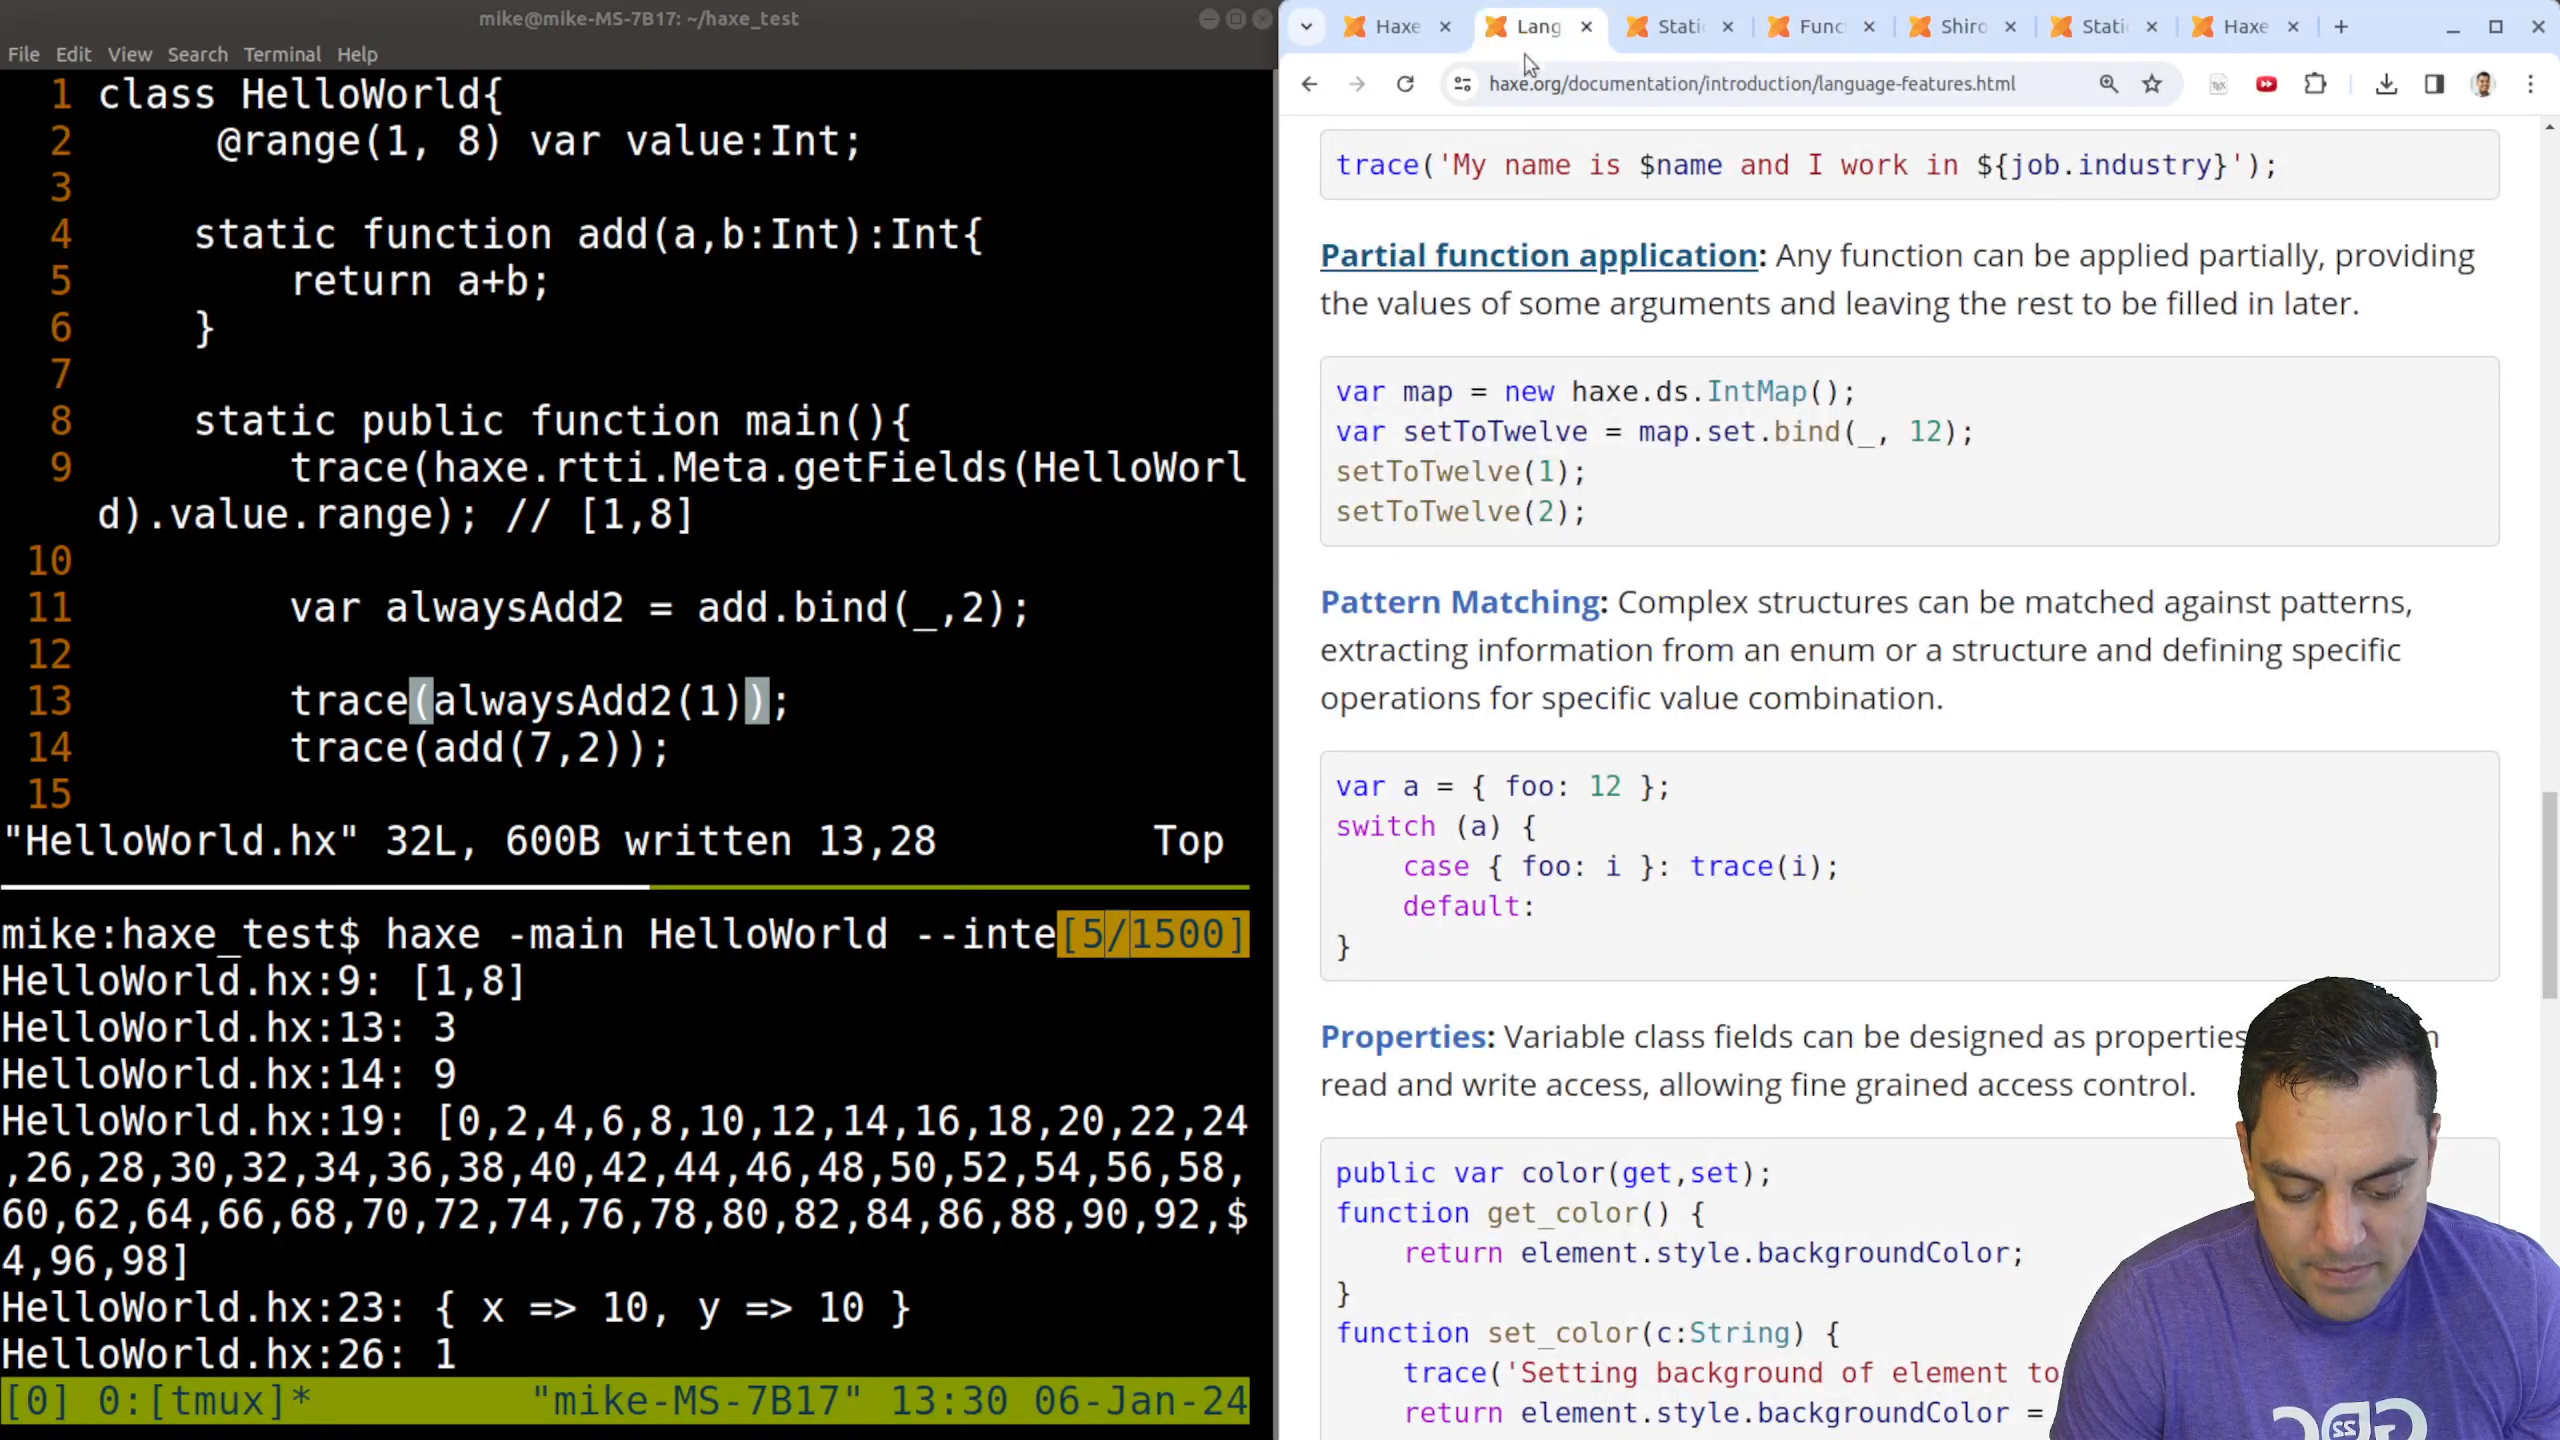 mike@mike-MS-7B17: ~/haxe_test
File Edit View Search Terminal Help
1 class HelloWorld{
2 @range(1, 8) var value:Int;
3
4 static function add(a,b:Int):Int{
5 return a+b;
6 }
7
8 static public function main(){
9 trace(haxe.rtti.Meta.getFields(HelloWorl
d).value.range); // [1,8]
10
11 var alwaysAdd2 = add.bind(_,2);
12
13 trace(alwaysAdd2(1));
14 trace(add(7,2));
15
"HelloWorld.hx" 32L, 600B written 13,28 Top
mike:haxe_test$ haxe -main HelloWorld --inte[5/1500]
HelloWorld.hx:9: [1,8]
HelloWorld.hx:13: 3
HelloWorld.hx:14: 9
HelloWorld.hx:19: [0,2,4,6,8,10,12,14,16,18,20,22,24
,26,28,30,32,34,36,38,40,42,44,46,48,50,52,54,56,58,
60,62,64,66,68,70,72,74,76,78,80,82,84,86,88,90,92,$
4,96,98]
HelloWorld.hx:23: { x => 10, y => 10 }
HelloWorld.hx:26: 1
[0] 0:[tmux]* "mike-MS-7B17" 13:30 06-Jan-24
Haxe Lang Stati Func Shiro Stati Haxe
haxe.org/documentation/introduction/language-features.html
trace('My name is $name and I work in ${job.industry}');
Partial function application: Any function can be applied partially, providing
the values of some arguments and leaving the rest to be filled in later.
var map = new haxe.ds.IntMap();
var setToTwelve = map.set.bind(_, 12);
setToTwelve(1);
setToTwelve(2);
Pattern Matching: Complex structures can be matched against patterns,
extracting information from an enum or a structure and defining specific
operations for specific value combination.
var a = { foo: 12 };
switch (a) {
case { foo: i }: trace(i);
default:
}
Properties: Variable class fields can be designed as properties
read and write access, allowing fine grained access control.
public var color(get,set);
function get_color() {
return element.style.backgroundColor;
}
function set_color(c:String) {
trace('Setting background of element to
return element.style.backgroundColor =